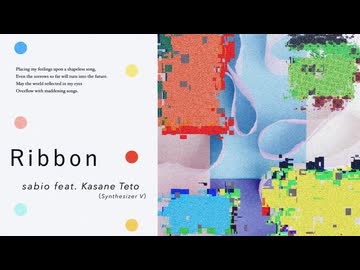 Placing my feelings upon a shapeless song,
Even the sorrows so far will turn into the future.
May the world reflected in my eyes
Overflow with maddening songs.
Ribbon
sabio feat. Kasane Teto
(Synthesizer V)